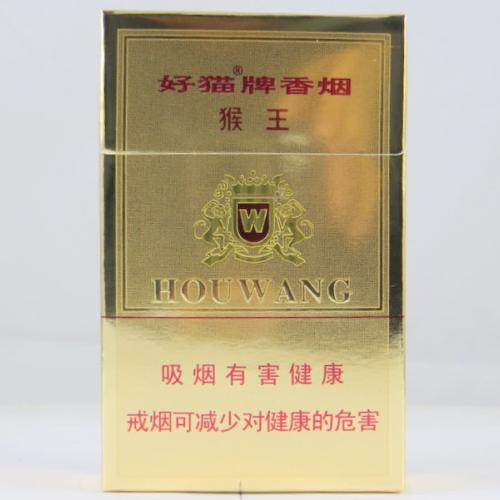 好猫®牌香烟
猴王
W
HOUWANG
吸烟有害健康
戒烟可减少对健康的危害